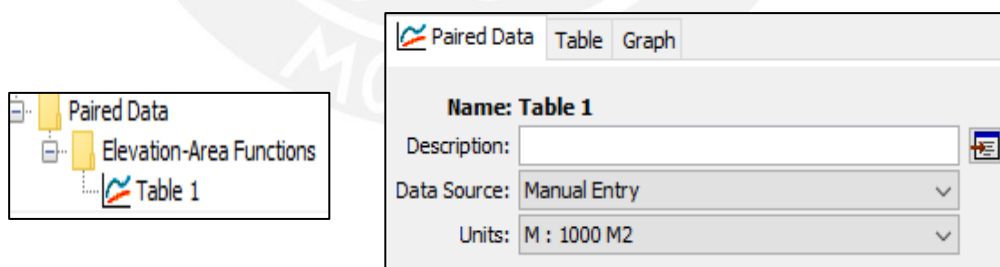 Paired Data
Elevation-Area Functions
Table 1
Paired Data Table Graph
Name: Table 1
Description:
Data Source: Manual Entry
Units: M : 1000 M2